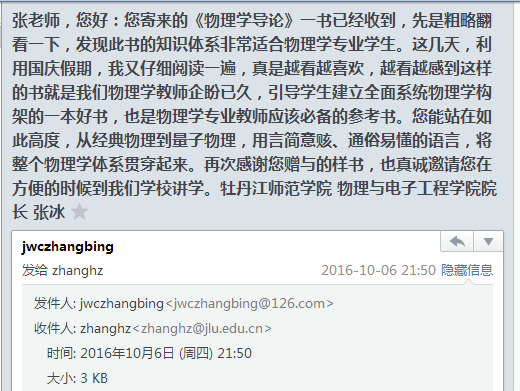 张老师，您好：您寄来的《物理学导论》一书已经收到，先是粗略翻
看一下，发现此书的知识体系非常适合物理学专业学生。这几天，利
用国庆假期，我又仔细阅读一遍，真是越看越喜欢，越看越感到这样
的书就是我们物理学教师企盼已久，引导学生建立全面系统物理学构
架的一本好书，也是物理学专业教师应该必备的参考书。您能站在如
此高度，从经典物理到量子物理，用言简意赅、通俗易懂的语言，将
整个物理学体系贯穿起来。再次感谢您赠与的样书，也真诚邀请您在
方便的时候到我们学校讲学。牡丹江师范学院 物理与电子工程学院院
长 张冰
jwczhangbing
发给 zhanghz 2016-10-06 21:50 隐藏信息
发件人: jwczhangbing<jwczhangbing@126.com>
收件人: zhanghz<zhanghz@jlu.edu.cn>
时间: 2016年10月6日 (周四) 21:50
大小: 3 KB